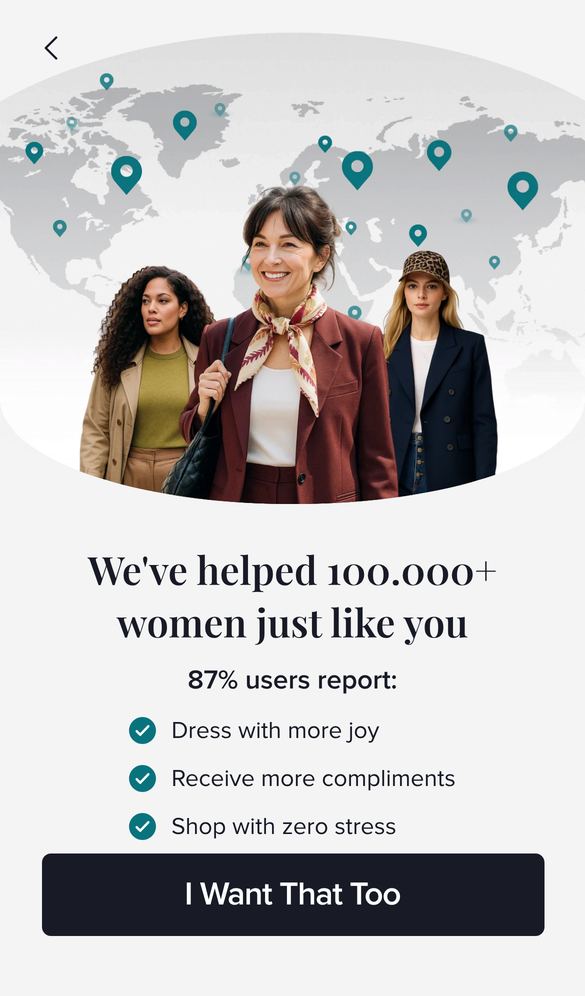 We've helped 100.000+
women just like you
87% users report:
Dress with more joy
Receive more compliments
Shop with zero stress
I Want That Too